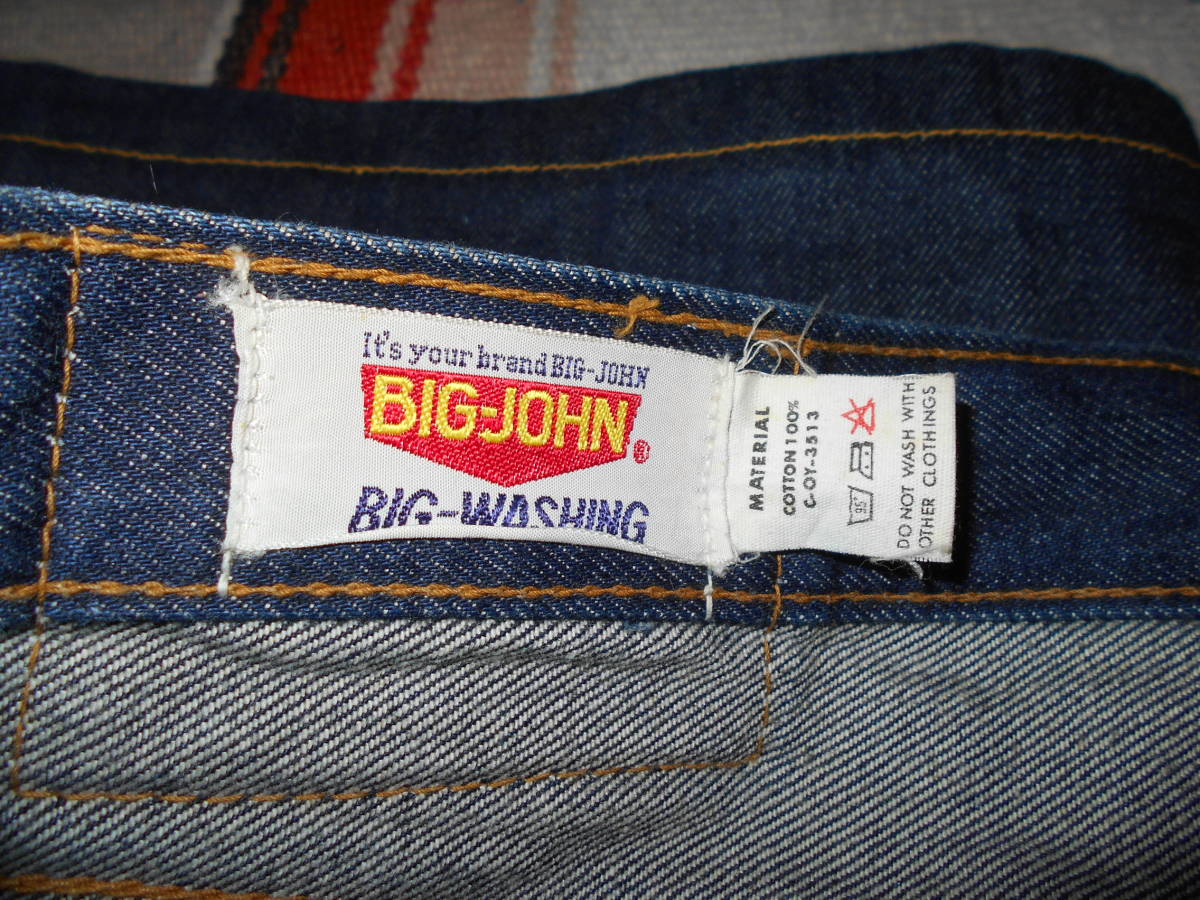 It's your brand BIG-JOHN
BIG-JOHN®
BIG-WASHING
MATERIAL
COTTON 100%
C-OY-3513
95°
DO NOT WASH WITH
OTHER CLOTHINGS